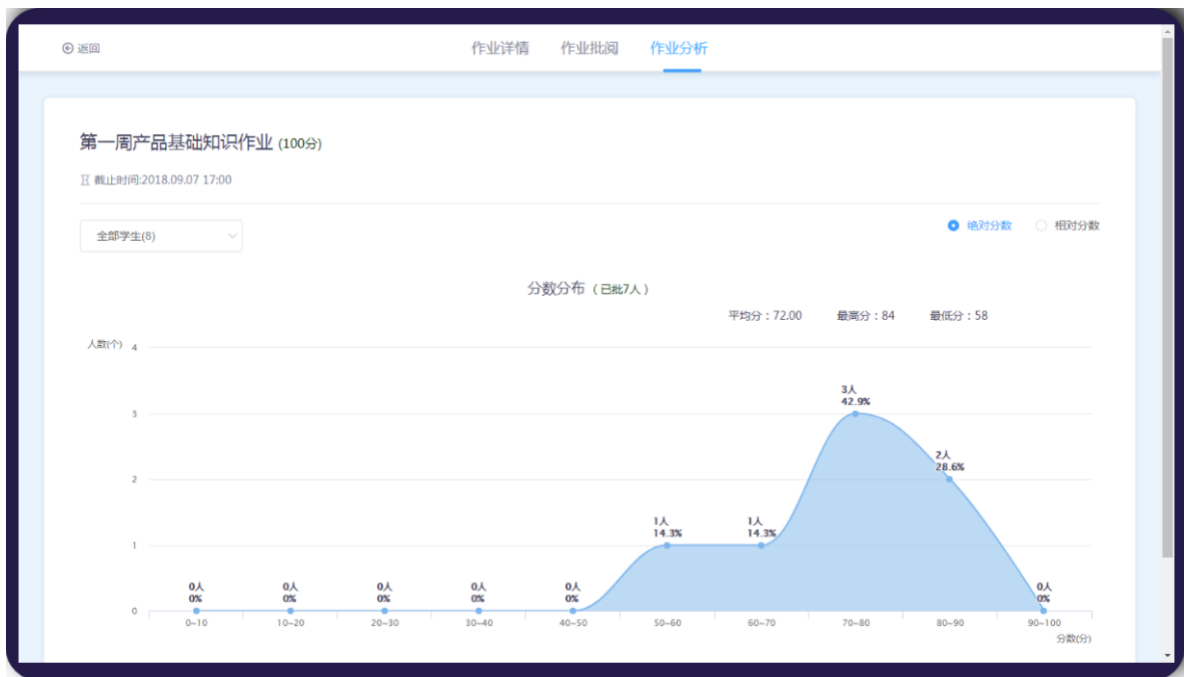 返回
作业详情 作业批阅 作业分析
第一周产品基础知识作业 (100分)
截止时间:2018.09.07 17:00
全部学生(8)
绝对分数 相对分数
分数分布 (已批7人)
平均分:72.00 最高分:84 最低分:58
人数(个)
4
3人
42.9%
3
2人
28.6%
2
1人 1人
14.3% 14.3%
1
0人 0人 0人 0人 0人 0人
0% 0% 0% 0% 0% 0%
0
0~10 10~20 20~30 30~40 40~50 50~60 60~70 70~80 80~90 90~100
分数(分)